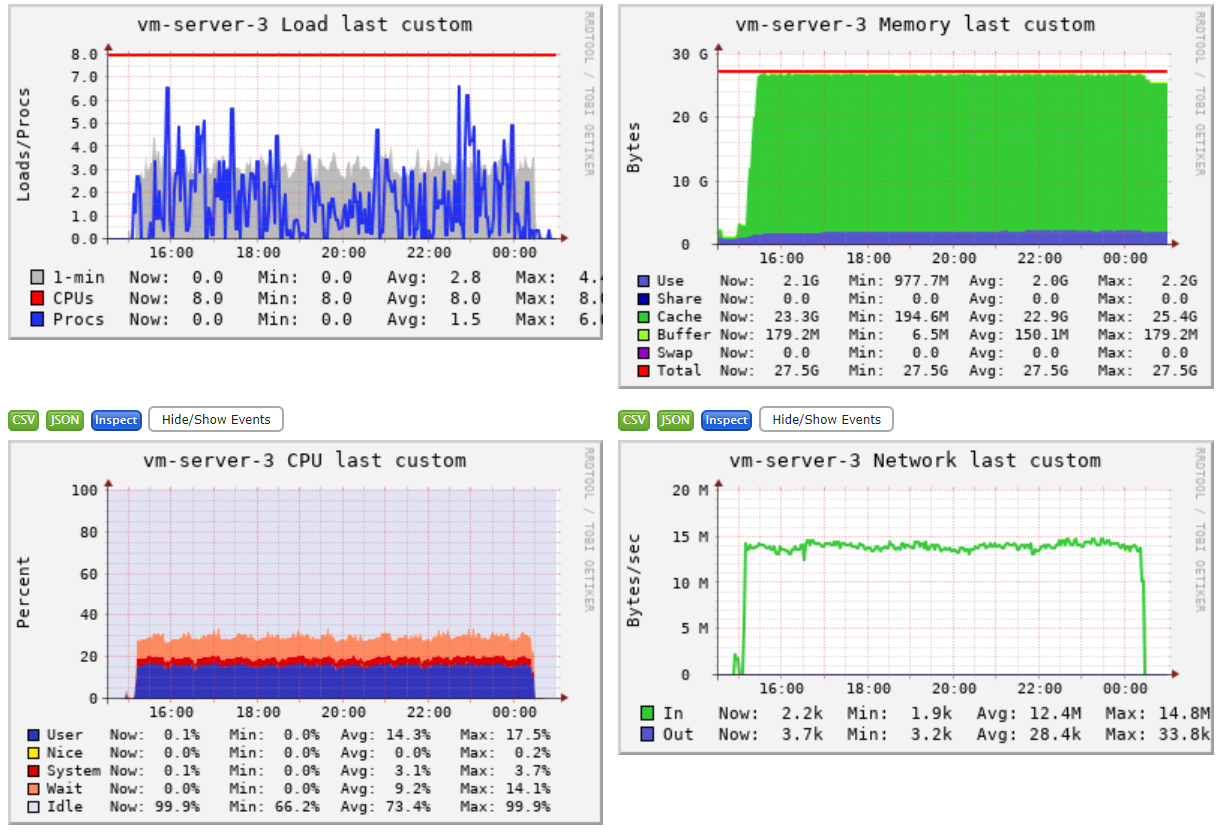 vm-server-3 Load last custom
RRDTOOL / TOBI OETIKER
Loads/Procs
8.0
7.0
6.0
5.0
4.0
3.0
2.0
1.0
0.0
16:00 18:00 20:00 22:00 00:00
1-min Now: 0.0 Min: 0.0 Avg: 2.8 Max: 4.
CPUs Now: 8.0 Min: 8.0 Avg: 8.0 Max: 8.
Procs Now: 0.0 Min: 0.0 Avg: 1.5 Max: 6.
vm-server-3 Memory last custom
RRDTOOL / TOBI OETIKER
Bytes
30 G
20 G
10 G
0
16:00 18:00 20:00 22:00 00:00
Use Now: 2.1G Min: 977.7M Avg: 2.0G Max: 2.2G
Share Now: 0.0 Min: 0.0 Avg: 0.0 Max: 0.0
Cache Now: 23.3G Min: 194.6M Avg: 22.9G Max: 25.4G
Buffer Now: 179.2M Min: 6.5M Avg: 150.1M Max: 179.2M
Swap Now: 0.0 Min: 0.0 Avg: 0.0 Max: 0.0
Total Now: 27.5G Min: 27.5G Avg: 27.5G Max: 27.5G
CSV JSON Inspect Hide/Show Events
CSV JSON Inspect Hide/Show Events
vm-server-3 CPU last custom
RRDTOOL / TOBI OETIKER
Percent
100
80
60
40
20
0
16:00 18:00 20:00 22:00 00:00
User Now: 0.1% Min: 0.0% Avg: 14.3% Max: 17.5%
Nice Now: 0.0% Min: 0.0% Avg: 0.0% Max: 0.2%
System Now: 0.1% Min: 0.0% Avg: 3.1% Max: 3.7%
Wait Now: 0.0% Min: 0.0% Avg: 9.2% Max: 14.1%
Idle Now: 99.9% Min: 66.2% Avg: 73.4% Max: 99.9%
vm-server-3 Network last custom
RRDTOOL / TOBI OETIKER
Bytes/sec
20 M
15 M
10 M
5 M
0
16:00 18:00 20:00 22:00 00:00
In Now: 2.2k Min: 1.9k Avg: 12.4M Max: 14.8M
Out Now: 3.7k Min: 3.2k Avg: 28.4k Max: 33.8k